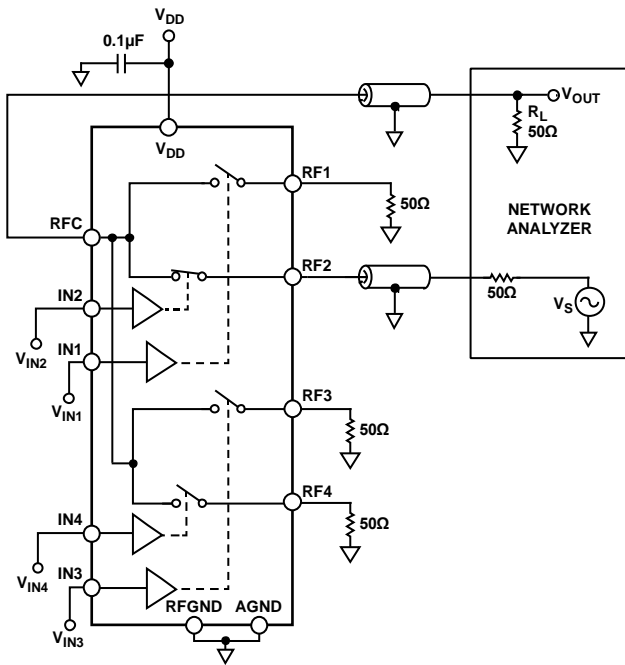 VDD
0.1µF
VOUT
RL
50Ω
VDD
RF1
50Ω
NETWORK
ANALYZER
RFC
RF2
50Ω
VS
IN2
VIN2
IN1
VIN1
RF3
50Ω
RF4
50Ω
IN4
VIN4
IN3
VIN3
RFGND
AGND